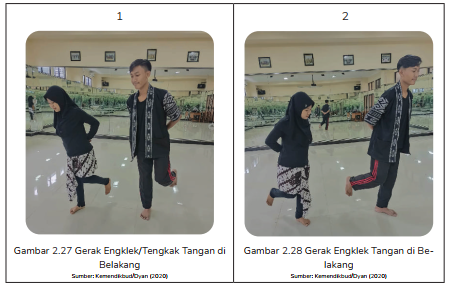 1
Gambar 2.27 Gerak Engklek/Tengkak Tangan di
Belakang
Sumber: Kemendikbud/Dyan (2020)
2
Gambar 2.28 Gerak Engklek Tangan di Be-
lakang
Sumber: Kemendikbud/Dyan (2020)